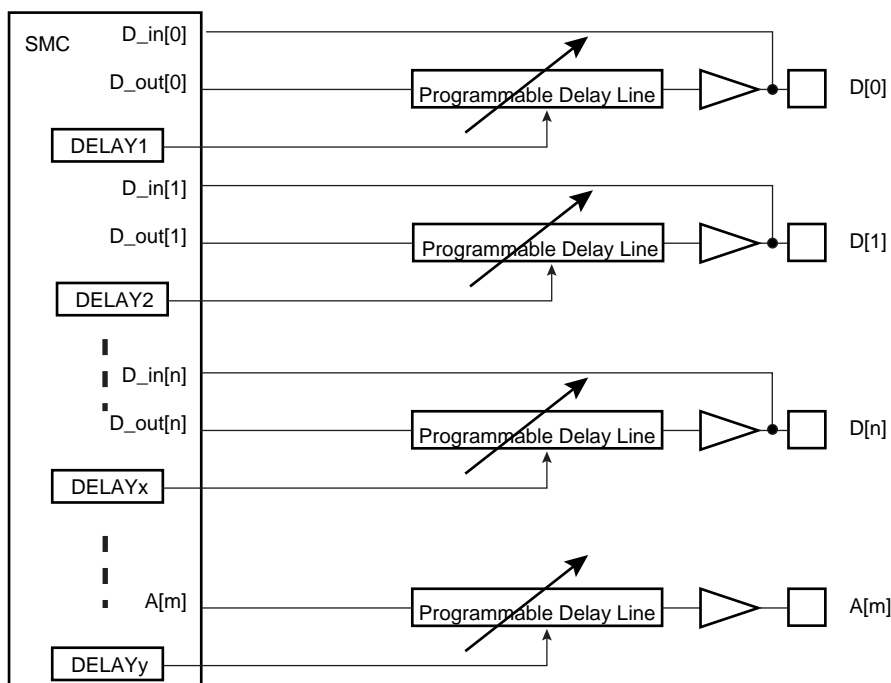 SMC
D_in[0]
D_out[0]
Programmable Delay Line
D[0]
DELAY1
D_in[1]
D_out[1]
Programmable Delay Line
D[1]
DELAY2
D_in[n]
D_out[n]
Programmable Delay Line
D[n]
DELAYx
A[m]
Programmable Delay Line
A[m]
DELAYy